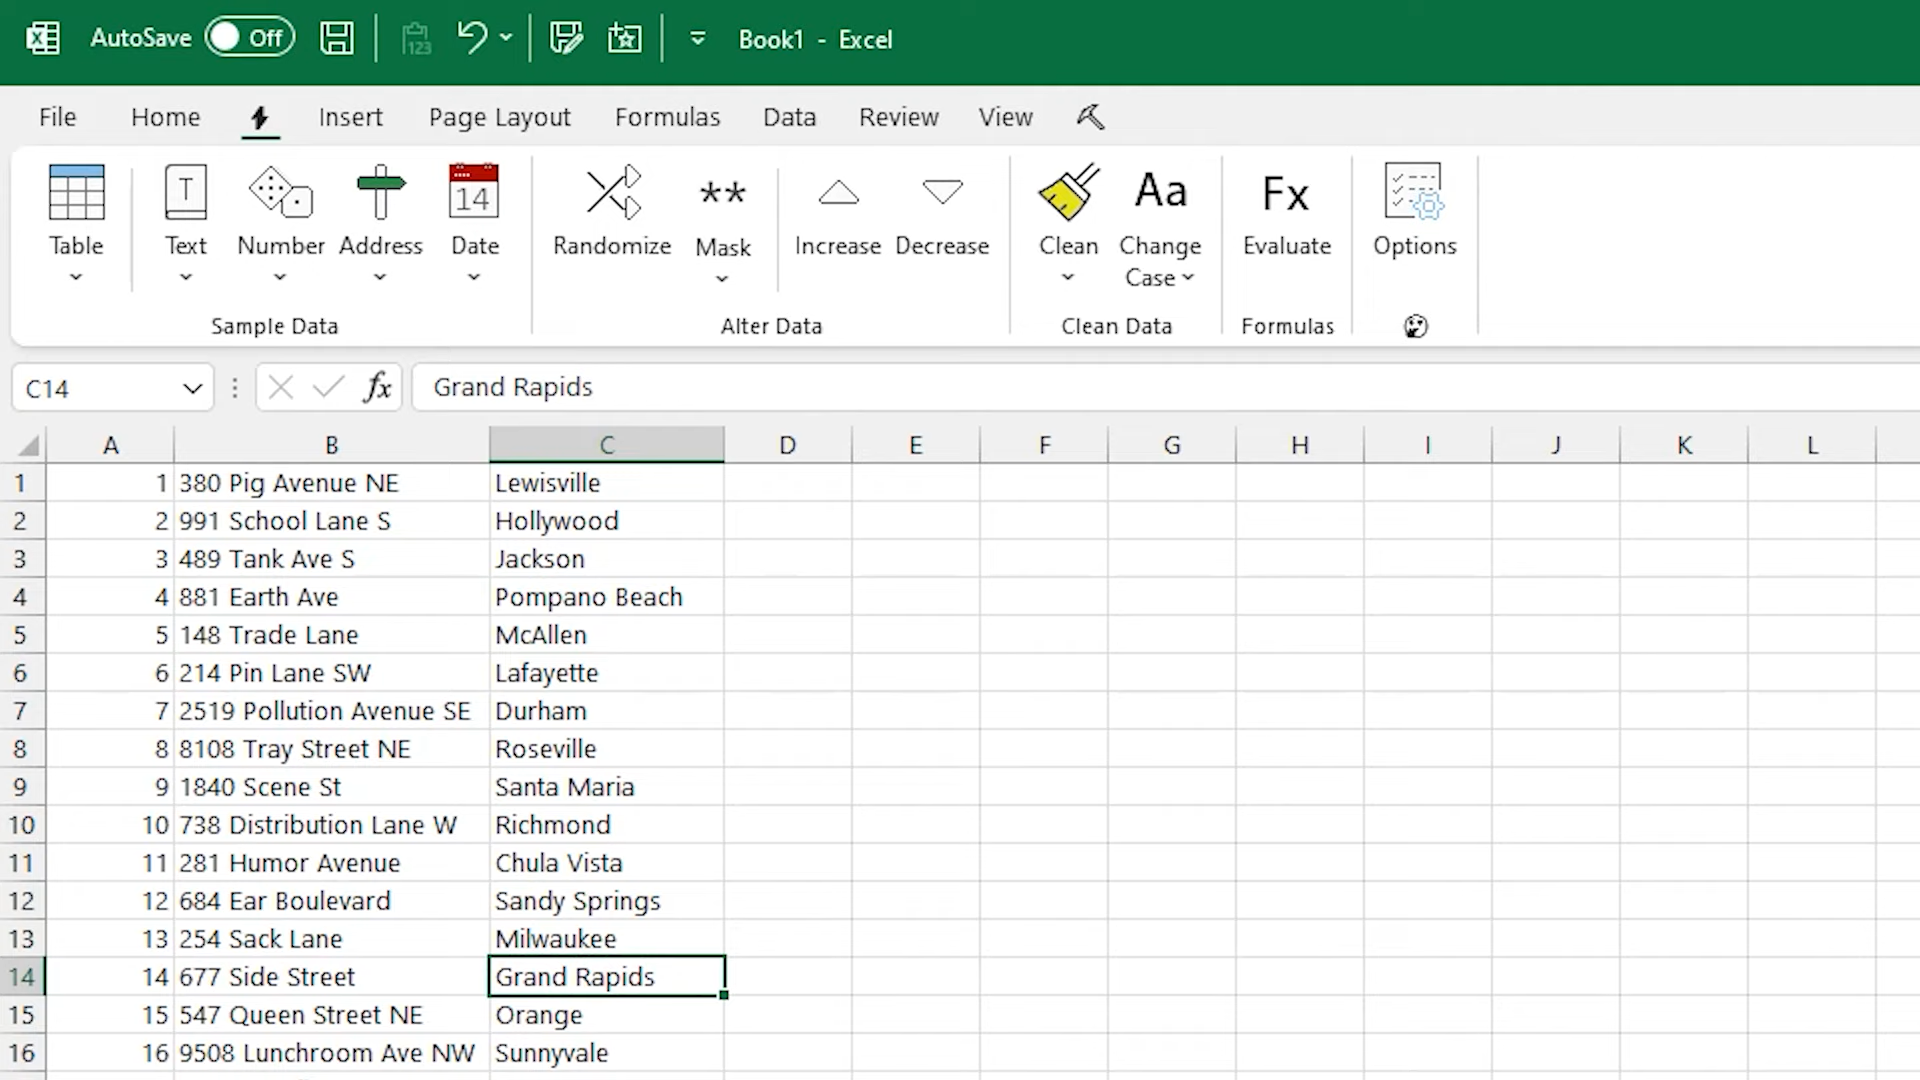 AutoSave Off 123 Book1 - Excel
File Home Insert Page Layout Formulas Data Review View
T 14 ** Aa Fx
Table Text Number Address Date Randomize Mask Increase Decrease Clean Change Case Evaluate Options
Sample Data Alter Data Clean Data Formulas
C14 fx Grand Rapids
A B C D E F G H I J K L
1 1 380 Pig Avenue NE Lewisville
2 2 991 School Lane S Hollywood
3 3 489 Tank Ave S Jackson
4 4 881 Earth Ave Pompano Beach
5 5 148 Trade Lane McAllen
6 6 214 Pin Lane SW Lafayette
7 7 2519 Pollution Avenue SE Durham
8 8 8108 Tray Street NE Roseville
9 9 1840 Scene St Santa Maria
10 10 738 Distribution Lane W Richmond
11 11 281 Humor Avenue Chula Vista
12 12 684 Ear Boulevard Sandy Springs
13 13 254 Sack Lane Milwaukee
14 14 677 Side Street Grand Rapids
15 15 547 Queen Street NE Orange
16 16 9508 Lunchroom Ave NW Sunnyvale